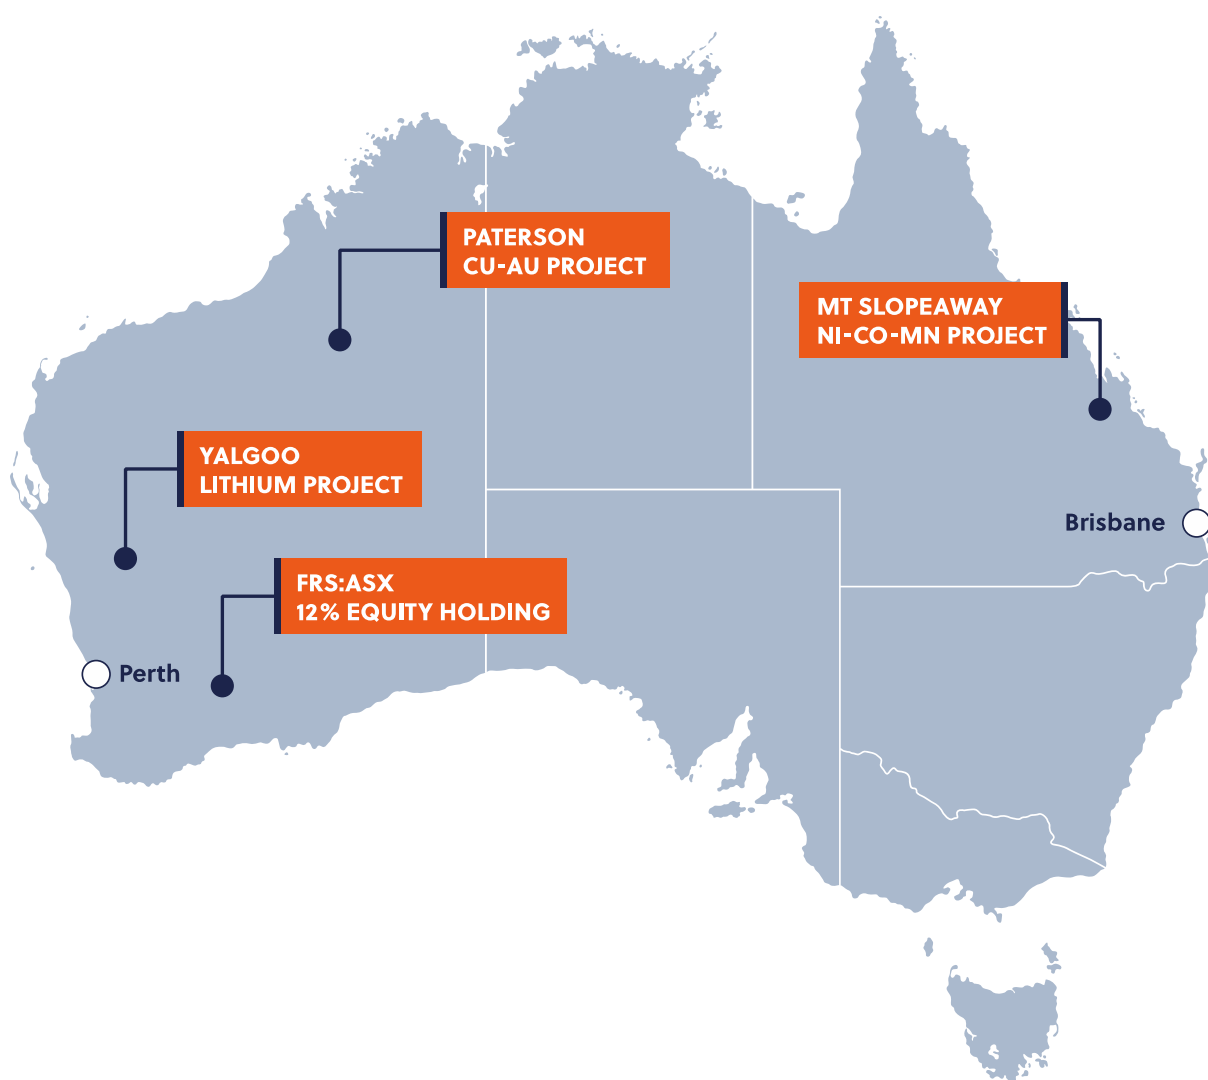 PATERSON
CU-AU PROJECT
MT SLOPEAWAY
NI-CO-MN PROJECT
YALGOO
LITHIUM PROJECT
Brisbane
FRS:ASX
12% EQUITY HOLDING
Perth